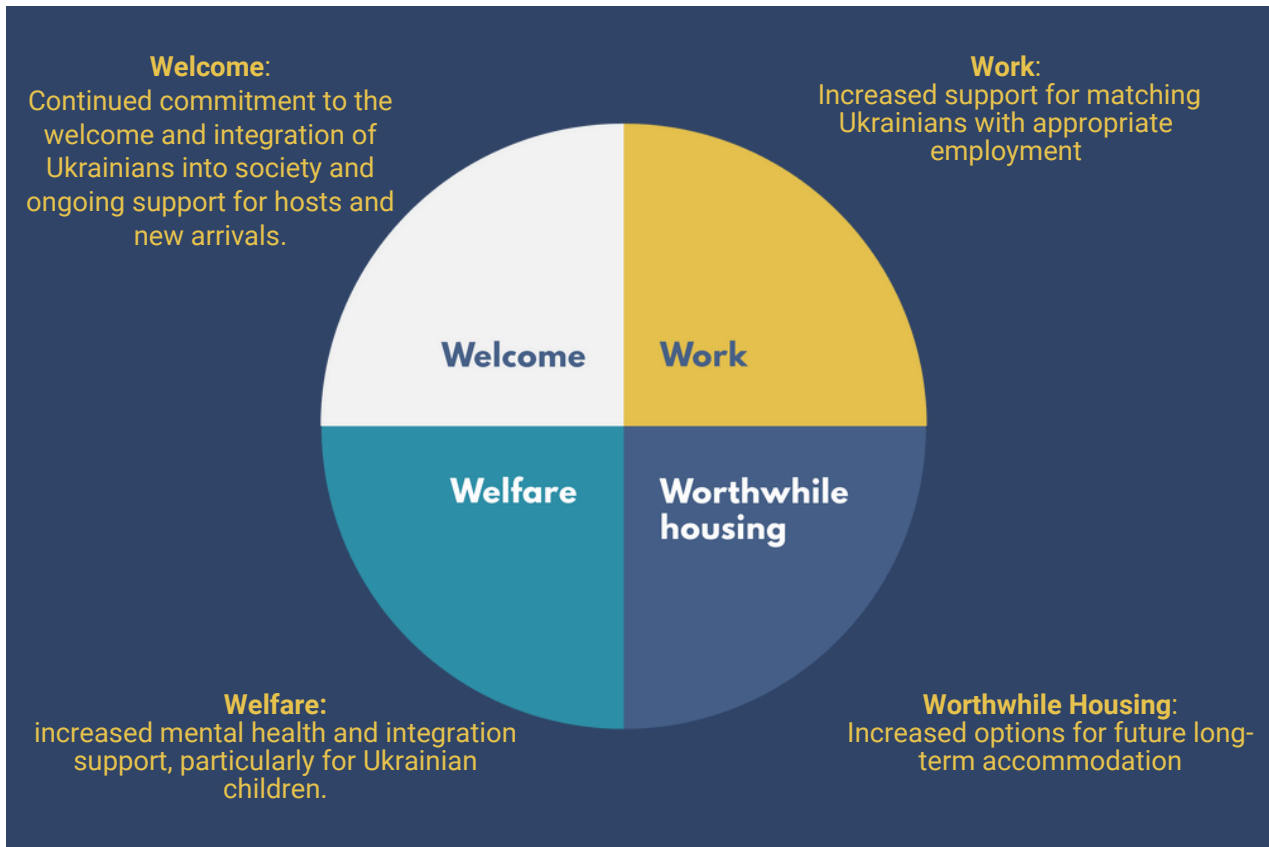 Welcome:
Continued commitment to the
welcome and integration of
Ukrainians into society and
ongoing support for hosts and
new arrivals.
Work:
Increased support for matching
Ukrainians with appropriate
employment
Welcome
Work
Welfare
Worthwhile
housing
Welfare:
increased mental health and integration
support, particularly for Ukrainian
children.
Worthwhile Housing:
Increased options for future long-
term accommodation